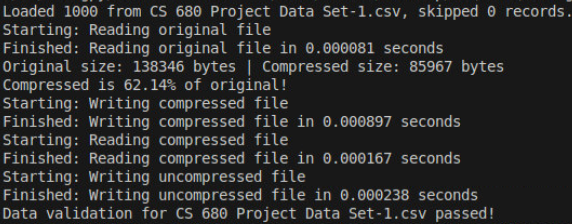 Loaded 1000 from CS 680 Project Data Set-1.csv, skipped 0 records.
Starting: Reading original file
Finished: Reading original file in 0.000081 seconds
Original size: 138346 bytes | Compressed size: 85967 bytes
Compressed is 62.14% of original!
Starting: Writing compressed file
Finished: Writing compressed file in 0.000897 seconds
Starting: Reading compressed file
Finished: Reading compressed file in 0.000167 seconds
Starting: Writing uncompressed file
Finished: Writing uncompressed file in 0.000238 seconds
Data validation for CS 680 Project Data Set-1.csv passed!